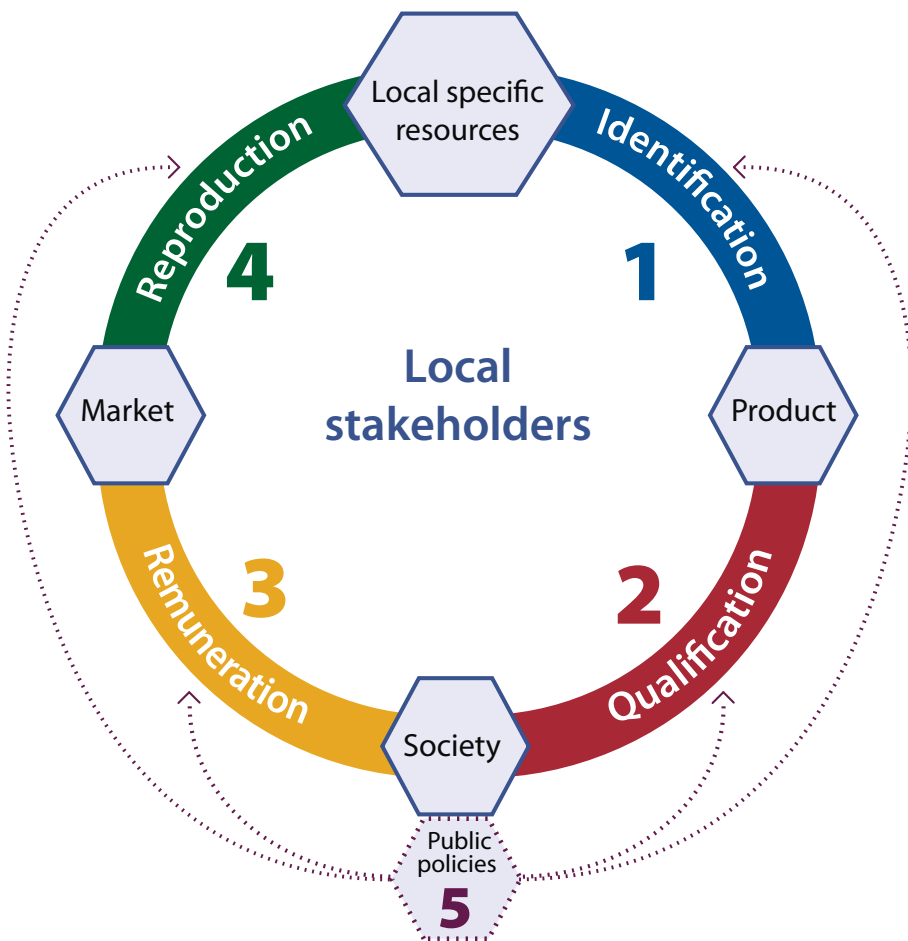 Local specific
resources
Identification
1
Product
2
Qualification
Society
3
Remuneration
Market
4
Reproduction
Local
stakeholders
Public
policies
5